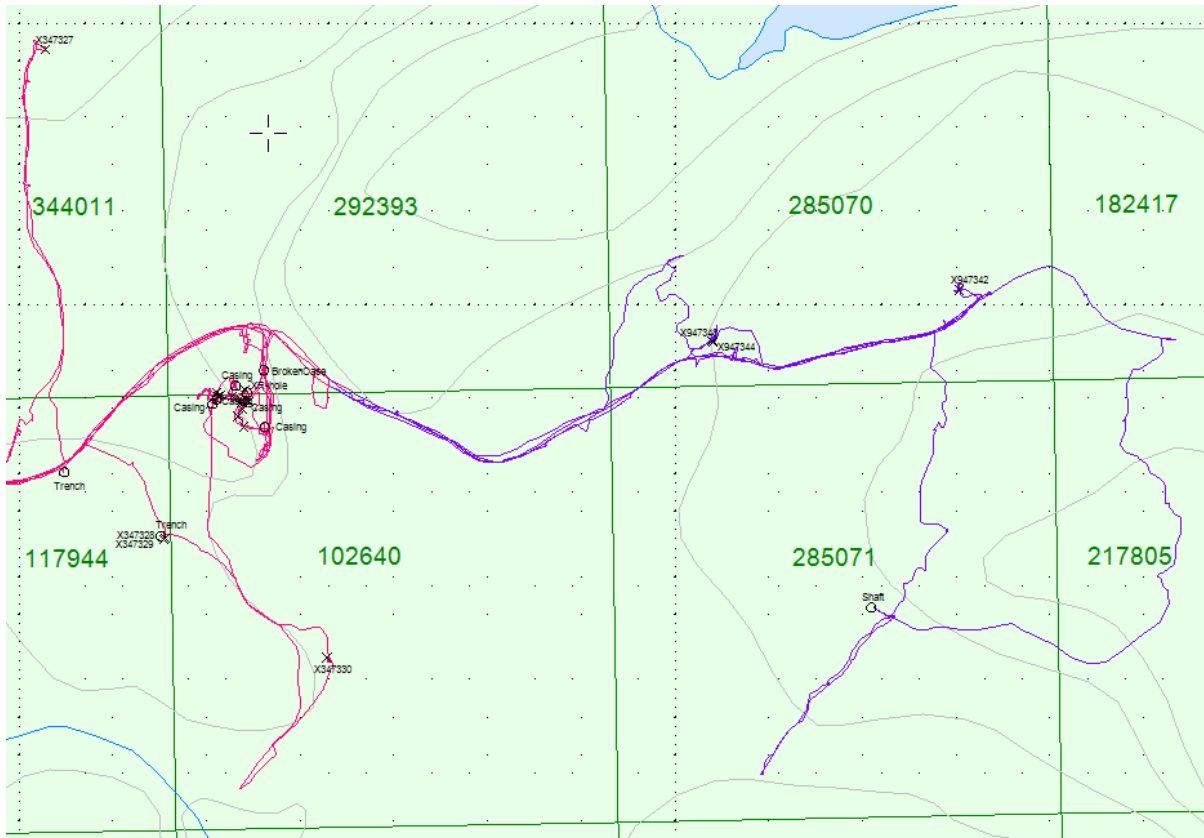 X347327
344011
292393
285070
182417
X947342
X947344
BrokenCase
Casing
Casing
Casing
Casing
Trench
Trench
X347328
X347329
117944
102640
285071
217805
Shaft
X347330